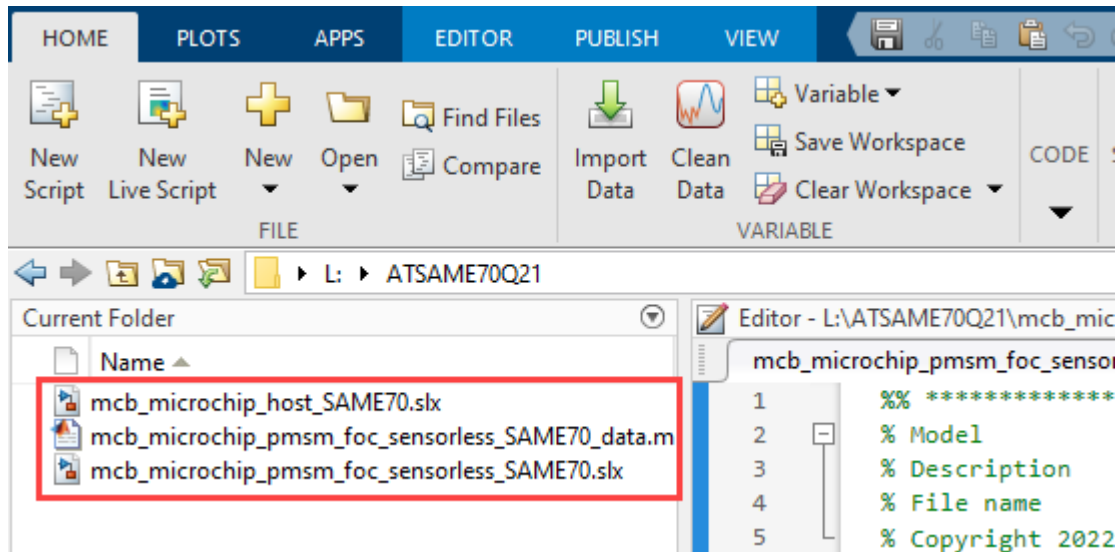 HOME PLOTS APPS EDITOR PUBLISH VIEW
New Script
New Live Script
New
Open
Find Files
Compare
FILE
Import Data
Clean Data
Variable
Save Workspace
Clear Workspace
VARIABLE
CODE
L: ATSAME70Q21
Current Folder
Name
mcb_microchip_host_SAME70.slx
mcb_microchip_pmsm_foc_sensorless_SAME70_data.m
mcb_microchip_pmsm_foc_sensorless_SAME70.slx
Editor - L:\ATSAME70Q21\mcb_mic
mcb_microchip_pmsm_foc_sensor
1 %% **************
2 % Model
3 % Description
4 % File name
5 % Copyright 2022